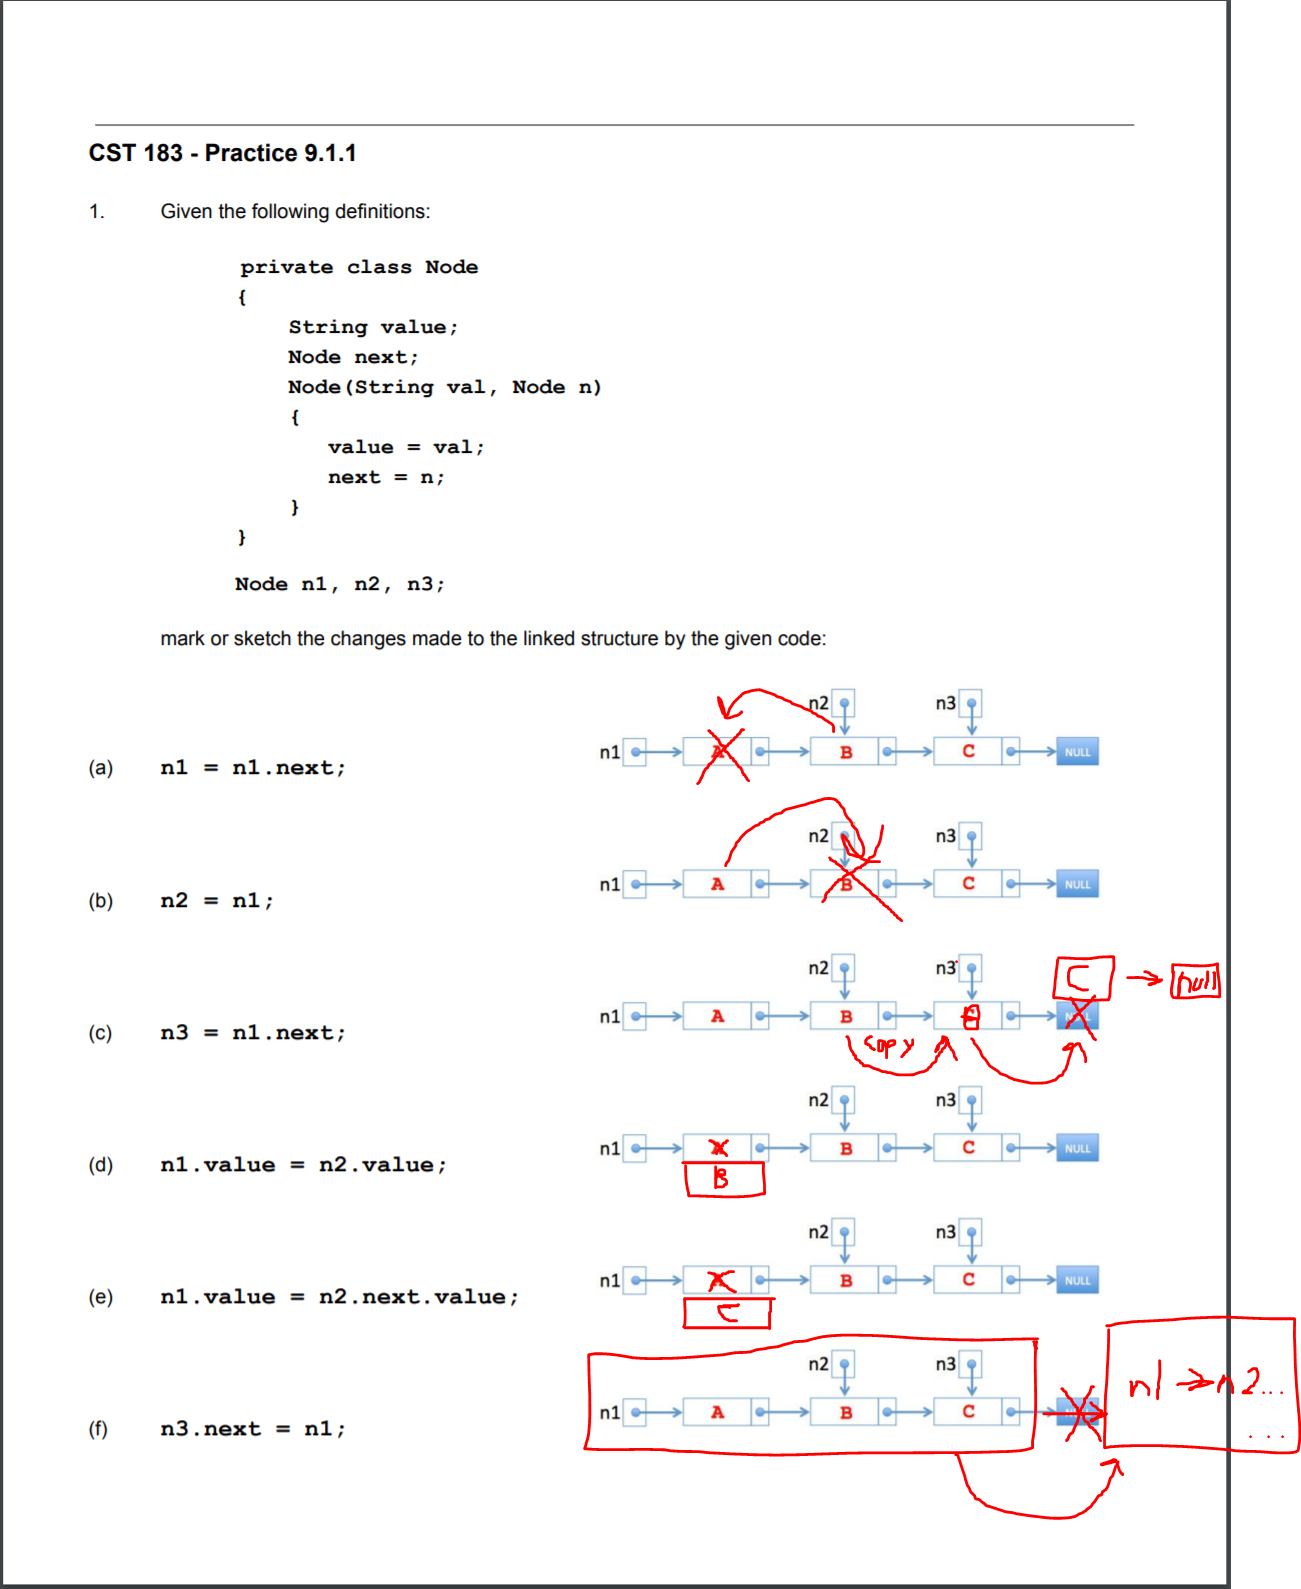 CST 183 - Practice 9.1.1
1. Given the following definitions:
private class Node
{
String value;
Node next;
Node(String val, Node n)
{
value = val;
next = n;
}
}
Node n1, n2, n3;
mark or sketch the changes made to the linked structure by the given code:
n2 n3
(a) n1 = n1.next; n1 A B C NULL
n2 n3
(b) n2 = n1; n1 A B C NULL
n2 n3 C null
(c) n3 = n1.next; n1 A B
copy
n2 n3
(d) n1.value = n2.value; n1 B C NULL
B
n2 n3
(e) n1.value = n2.next.value; n1 B C NULL
C
n2 n3 n1 → n2...
(f) n3.next = n1; n1 A B C
...